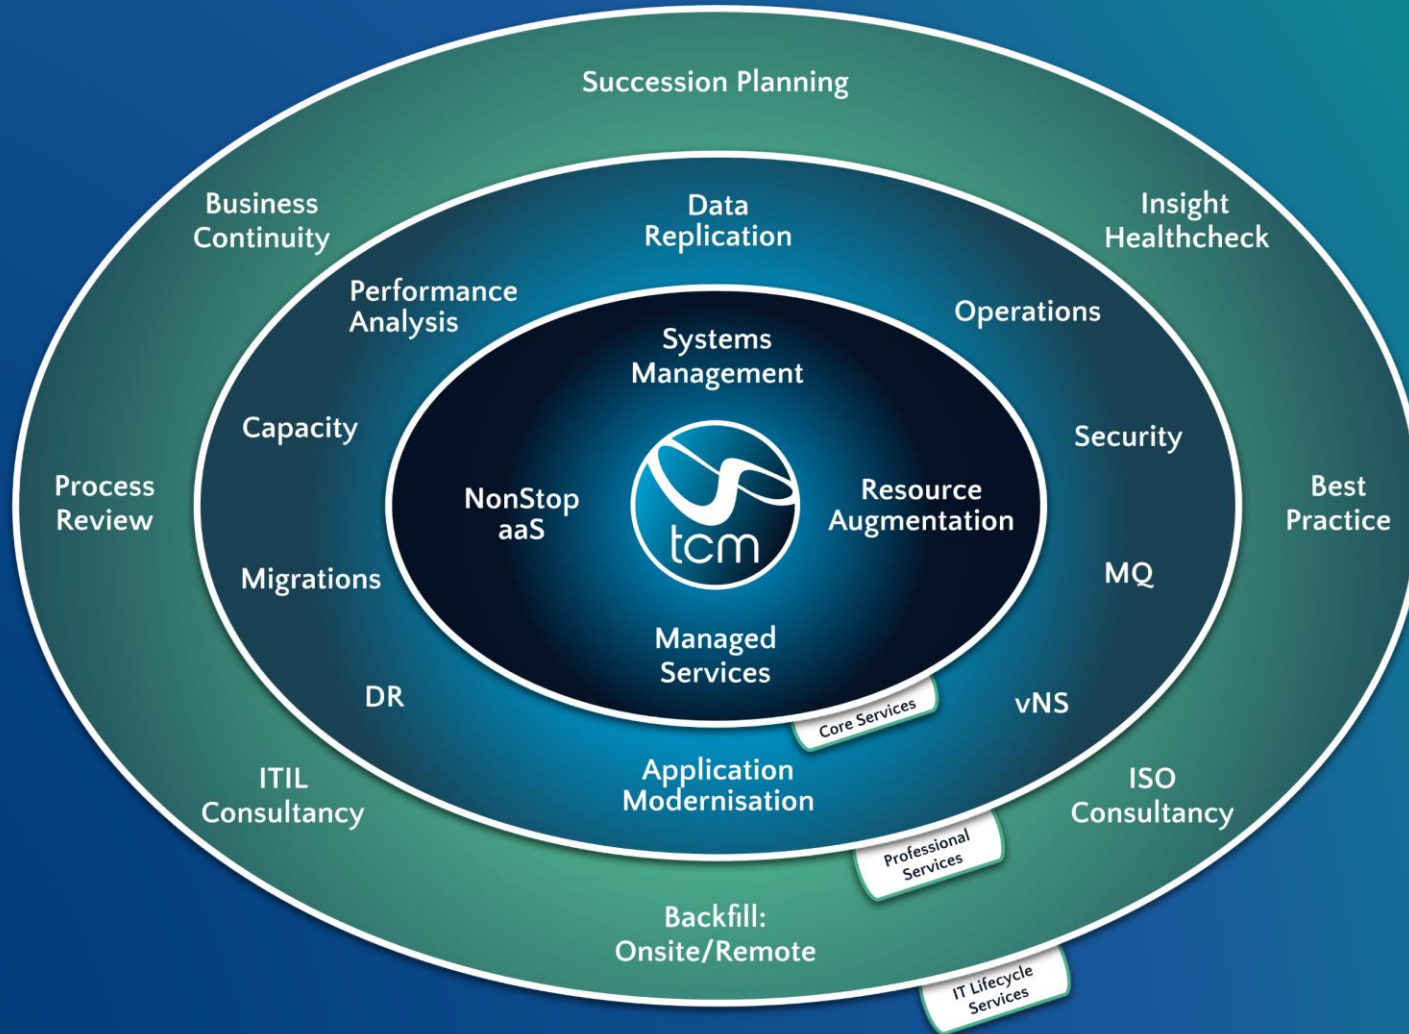 Succession Planning
Business
Continuity
Insight
Healthcheck
Data
Replication
Performance
Analysis
Operations
Systems
Management
Capacity
Security
Process
Review
NonStop
aaS
tcm
Resource
Augmentation
Best
Practice
Migrations
MQ
Managed
Services
DR
vNS
Core Services
Application
Modernisation
ITIL
Consultancy
ISO
Consultancy
Professional
Services
Backfill:
Onsite/Remote
IT Lifecycle
Services